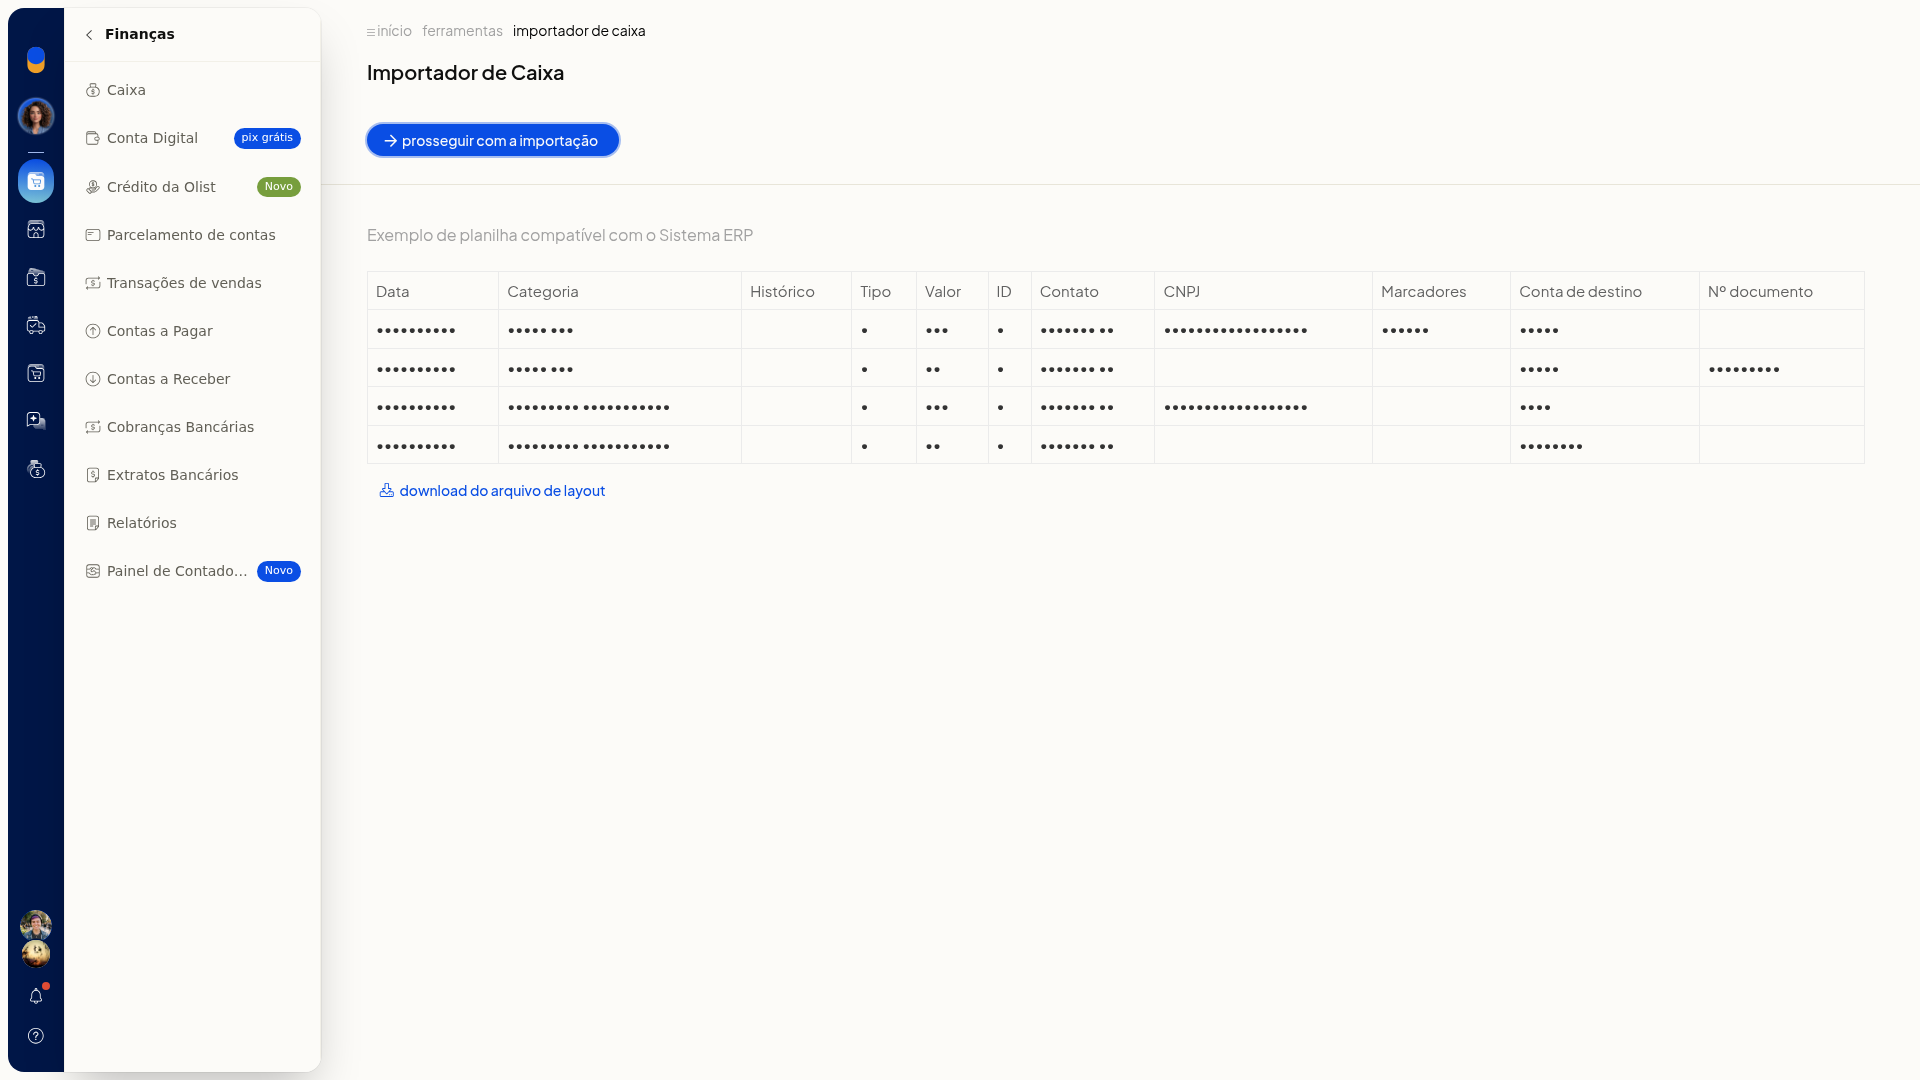 Finanças
Caixa
Conta Digital pix grátis
Crédito da Olist Novo
Parcelamento de contas
Transações de vendas
Contas a Pagar
Contas a Receber
Cobranças Bancárias
Extratos Bancários
Relatórios
Painel de Contado... Novo
início ferramentas importador de caixa
Importador de Caixa
prosseguir com a importação
Exemplo de planilha compatível com o Sistema ERP
Data Categoria Histórico Tipo Valor ID Contato CNPJ Marcadores Conta de destino Nº documento
•••••••••• ••••• ••• • ••• • ••••••• •• •••••••••••••••••• •••••• •••••
•••••••••• ••••• ••• • •• • ••••••• •• ••••• •••••••••
•••••••••• ••••••••• ••••••••••• • ••• • ••••••• •• •••••••••••••••••• ••••
•••••••••• ••••••••• ••••••••••• • •• • ••••••• •• ••••••••
download do arquivo de layout